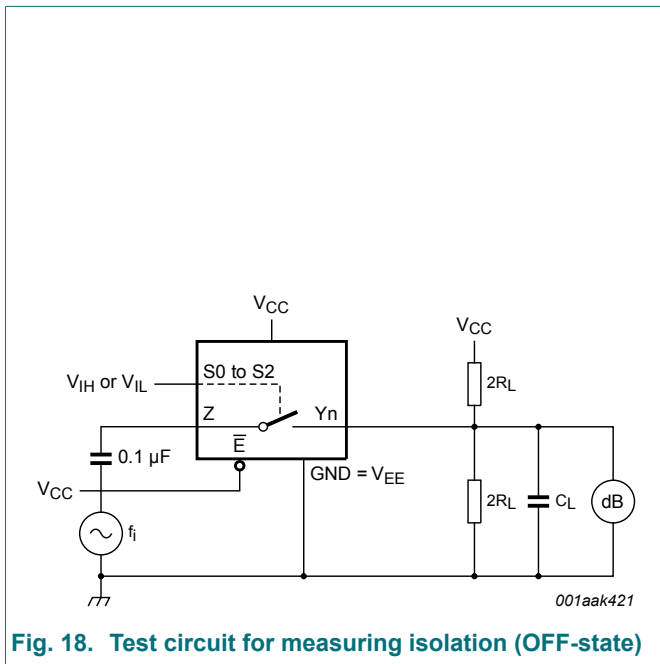 VCC
VCC
VIH or VIL
S0 to S2
2RL
Z
Yn
E̅
0.1 µF
GND = VEE
VCC
2RL
CL
dB
fi
001aak421
Fig. 18. Test circuit for measuring isolation (OFF-state)